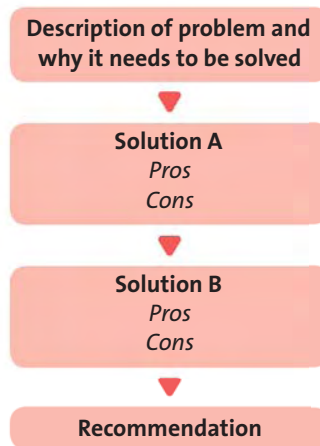 Description of problem and
why it needs to be solved
Solution A
Pros
Cons
Solution B
Pros
Cons
Recommendation